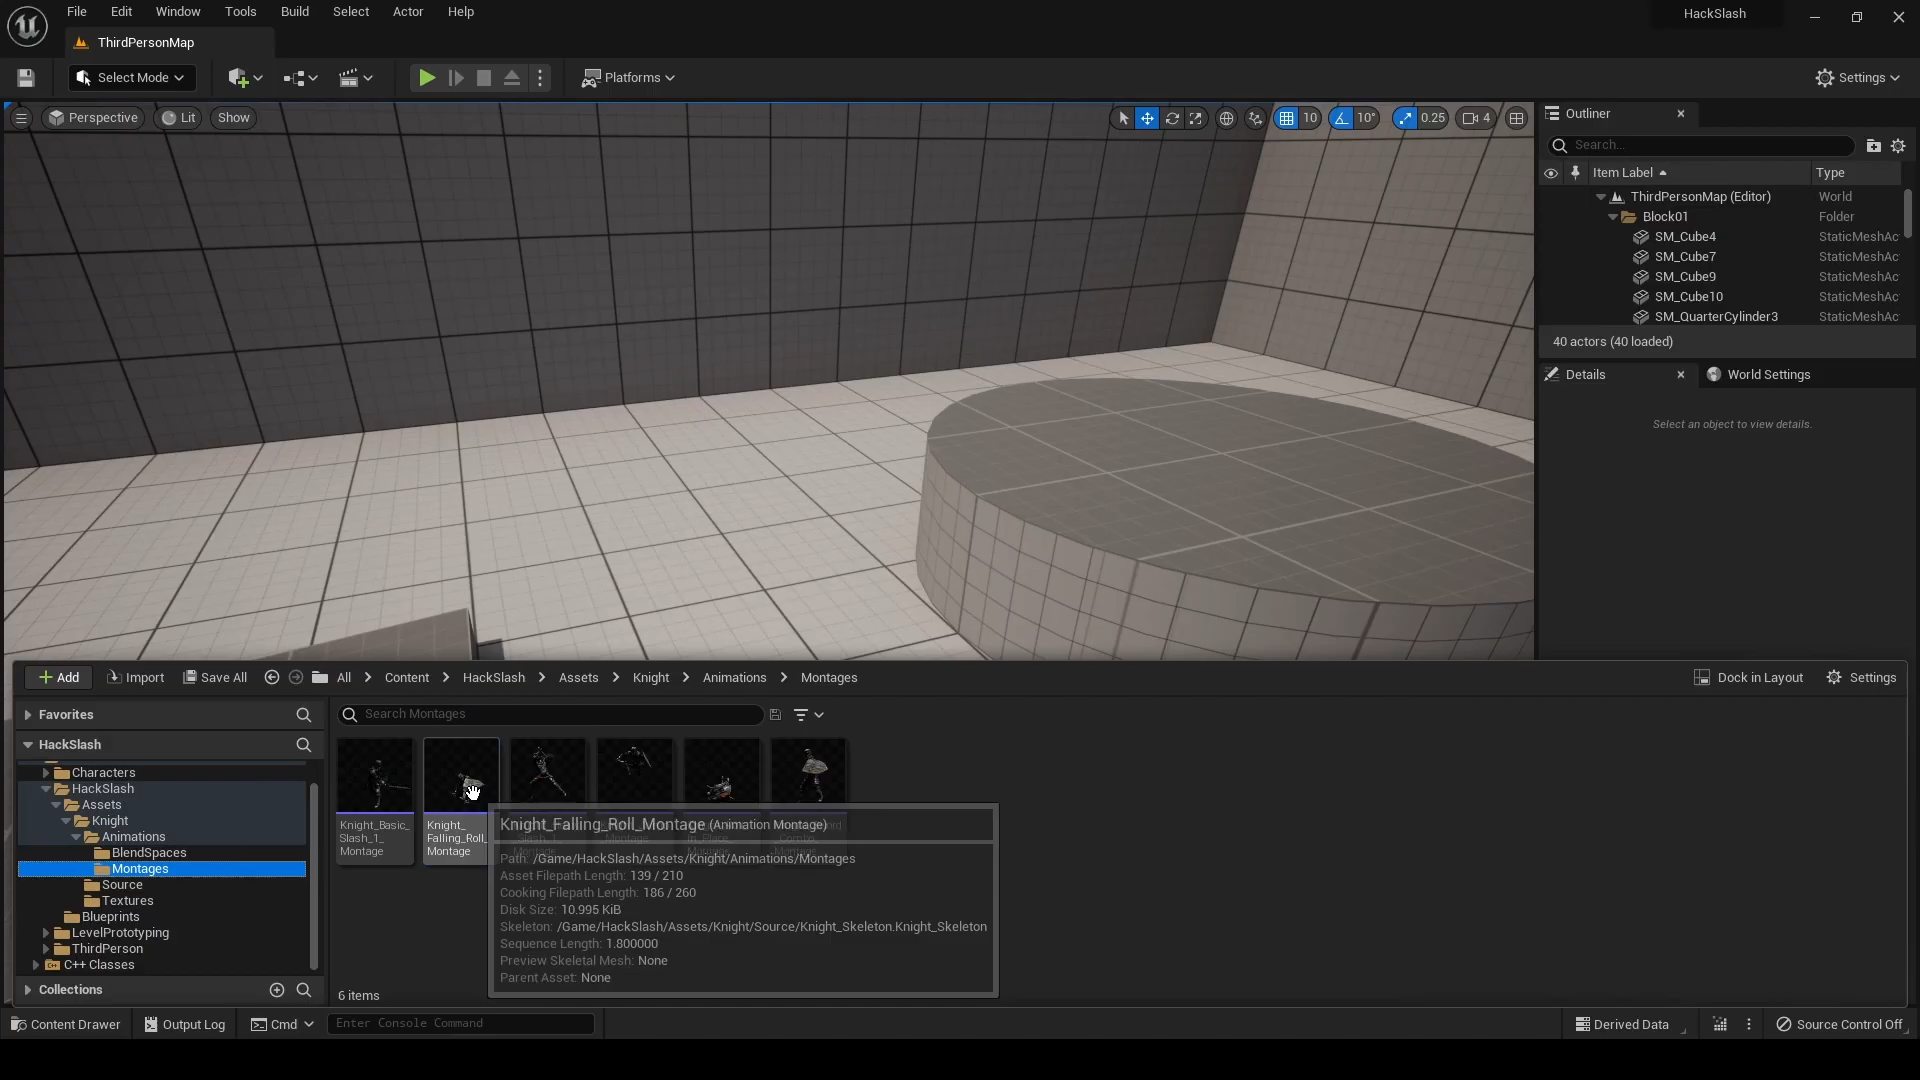 File Edit Window Tools Build Select Actor Help
HackSlash
ThirdPersonMap
Select Mode
Platforms
Settings
Perspective
Lit
Show
10
10°
0.25
4
Outliner
Search...
Item Label
Type
ThirdPersonMap (Editor) World
Block01 Folder
SM_Cube4 StaticMeshAc
SM_Cube7 StaticMeshAc
SM_Cube9 StaticMeshAc
SM_Cube10 StaticMeshAc
SM_QuarterCylinder3 StaticMeshAc
40 actors (40 loaded)
Details
World Settings
Select an object to view details.
Add
Import
Save All
All > Content > HackSlash > Assets > Knight > Animations > Montages
Dock in Layout
Settings
Favorites
HackSlash
Characters
HackSlash
Assets
Knight
Animations
BlendSpaces
Montages
Source
Textures
Blueprints
LevelPrototyping
ThirdPerson
C++ Classes
Collections
Search Montages
Knight_Basic_
Slash_1_
Montage
Knight_
Falling_Roll_
Montage
Knight_Falling_Roll_Montage (Animation Montage)
Path: /Game/HackSlash/Assets/Knight/Animations/Montages
Asset Filepath Length: 139 / 210
Cooking Filepath Length: 186 / 260
Disk Size: 10.995 KiB
Skeleton: /Game/HackSlash/Assets/Knight/Source/Knight_Skeleton.Knight_Skeleton
Sequence Length: 1.800000
Preview Skeletal Mesh: None
Parent Asset: None
6 items
Content Drawer
Output Log
Cmd
Enter Console Command
Derived Data
Source Control Off